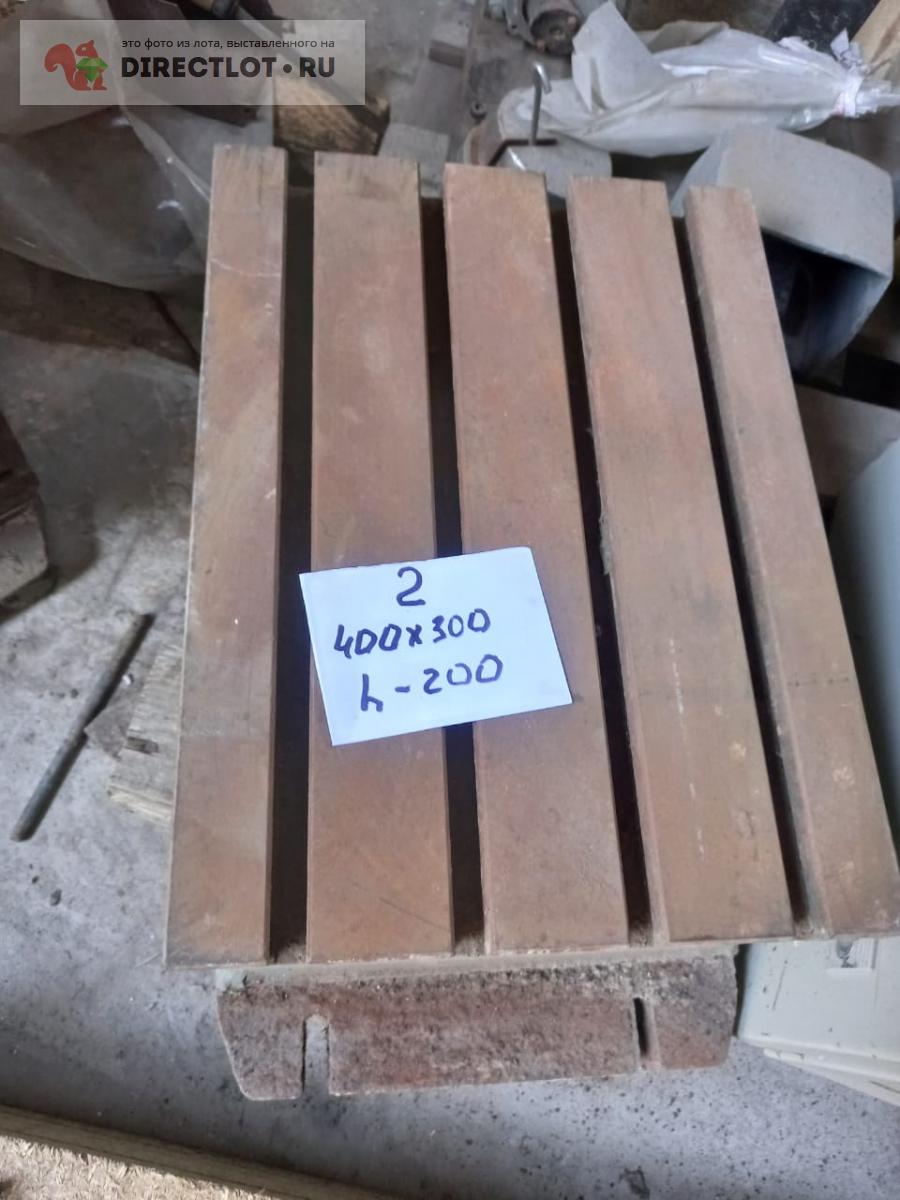 это фото из лота, выставленного на
DIRECTLOT·RU
2
400x300
h-200